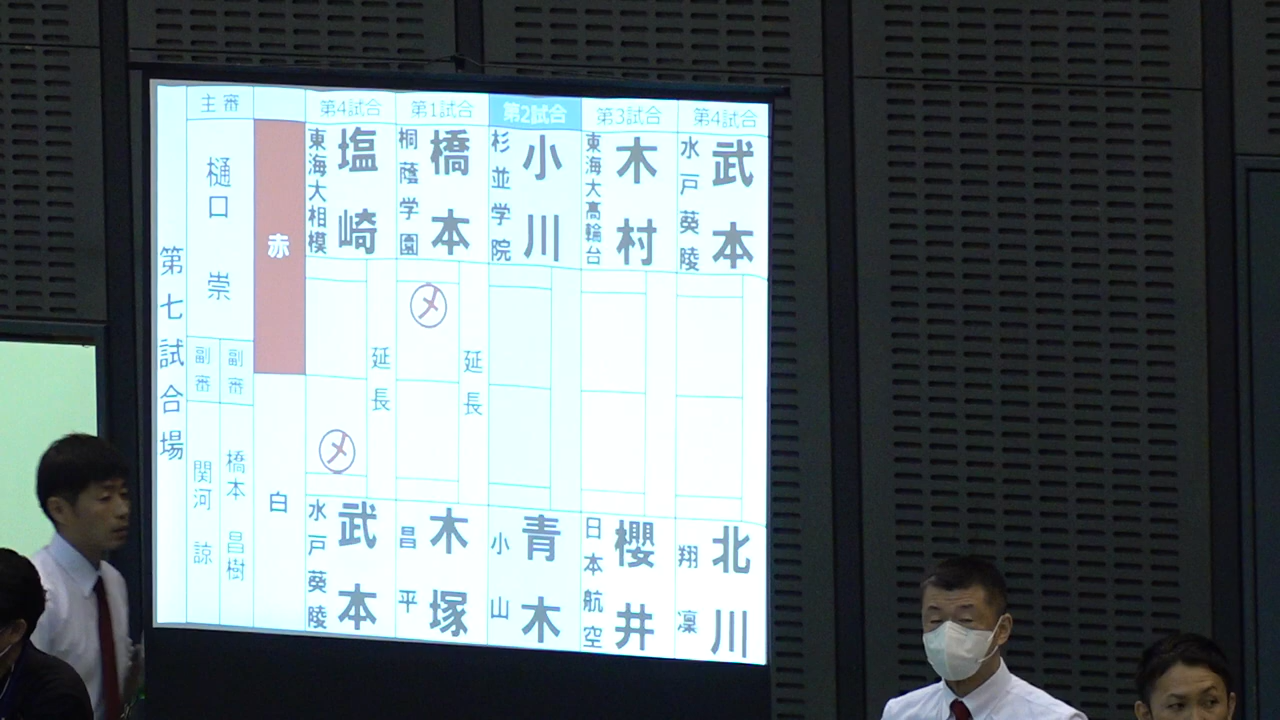 第七試合場
主審
樋口 崇
副審
関河 諒
副審
橋本 昌樹
赤
白
第4試合
東海大相模
塩崎
メ
延長
水戸葵陵
武本
第1試合
桐蔭学園
橋本
メ
延長
昌平
木塚
第2試合
杉並学院
小川
小山
青木
第3試合
東海大高輪台
木村
日本航空
櫻井
第4試合
水戸葵陵
武本
翔凜
北川